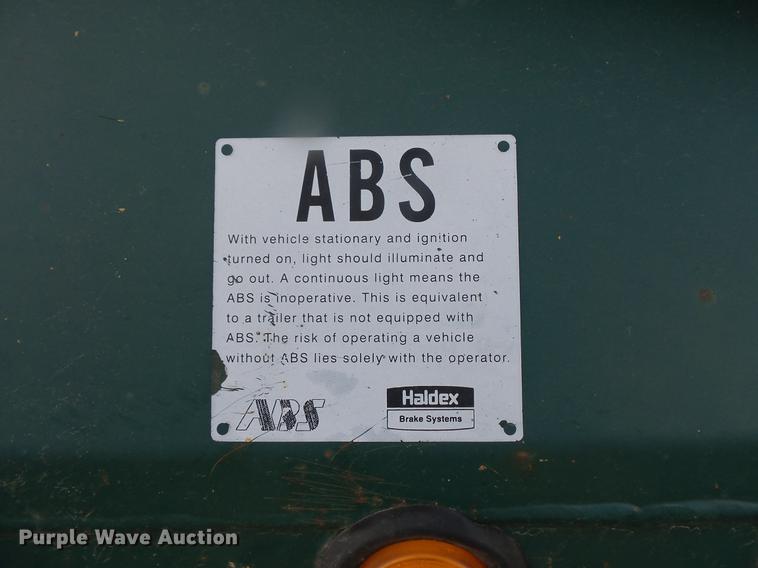 ABS
With vehicle stationary and ignition
turned on, light should illuminate and
go out. A continuous light means the
ABS is inoperative. This is equivalent
to a trailer that is not equipped with
ABS. The risk of operating a vehicle
without ABS lies solely with the operator.
ABS
Haldex
Brake Systems
Purple Wave Auction